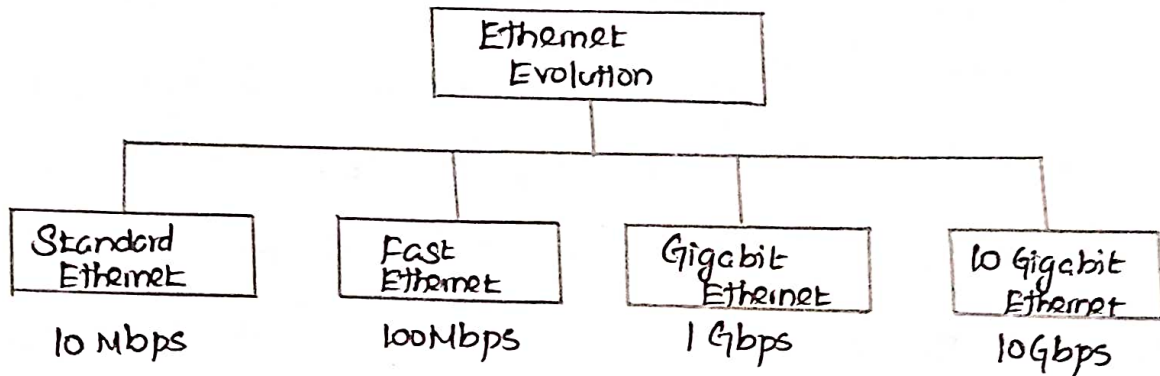 Ethernet
Evolution
Standard
Ethernet
Fast
Ethernet
Gigabit
Ethernet
10 Gigabit
Ethernet
10 Mbps
100Mbps
1 Gbps
10Gbps